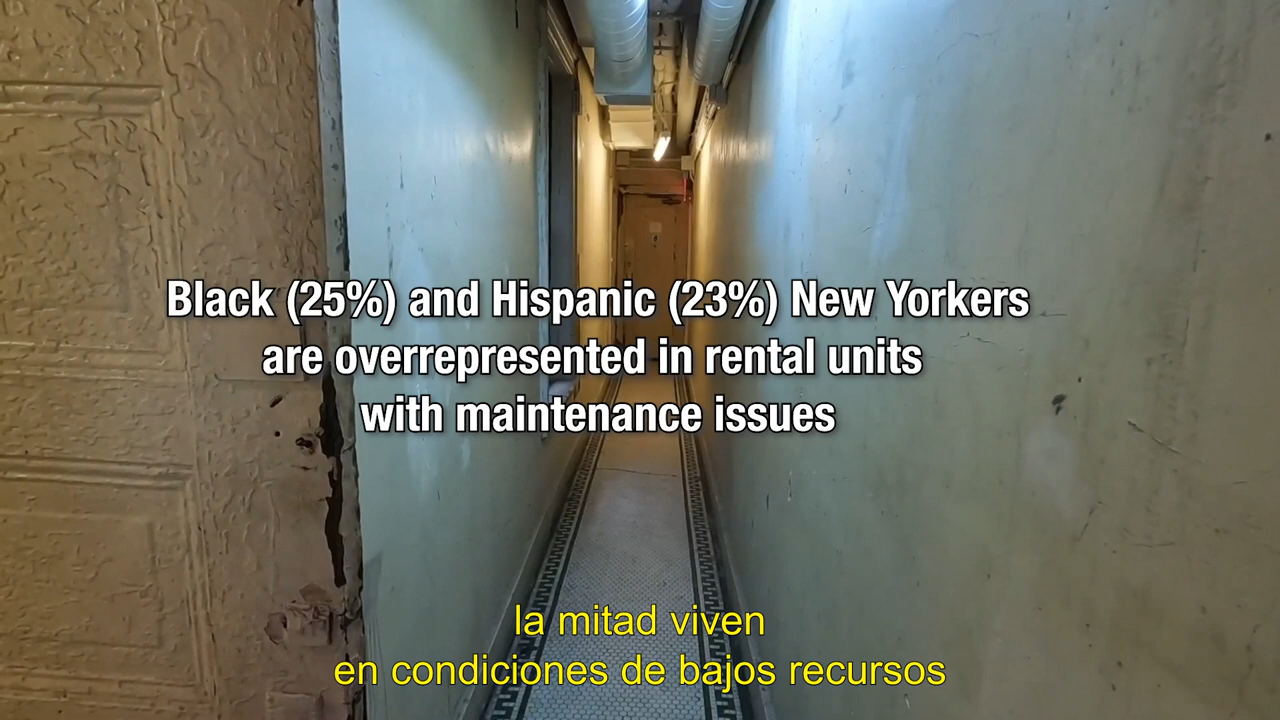 Black (25%) and Hispanic (23%) New Yorkers
are overrepresented in rental units
with maintenance issues
la mitad viven
en condiciones de bajos recursos